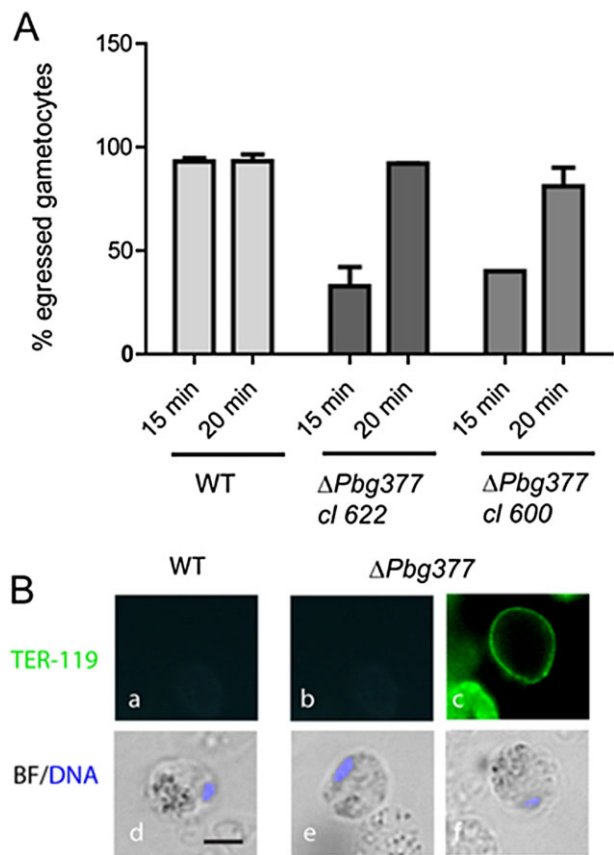 A
% egressed gametocytes
150
100
50
0
15 min
20 min
15 min
20 min
15 min
20 min
WT
ΔPbg377
cl 622
ΔPbg377
cl 600
B
WT
ΔPbg377
TER-119
a
b
c
BF/DNA
d
e
f